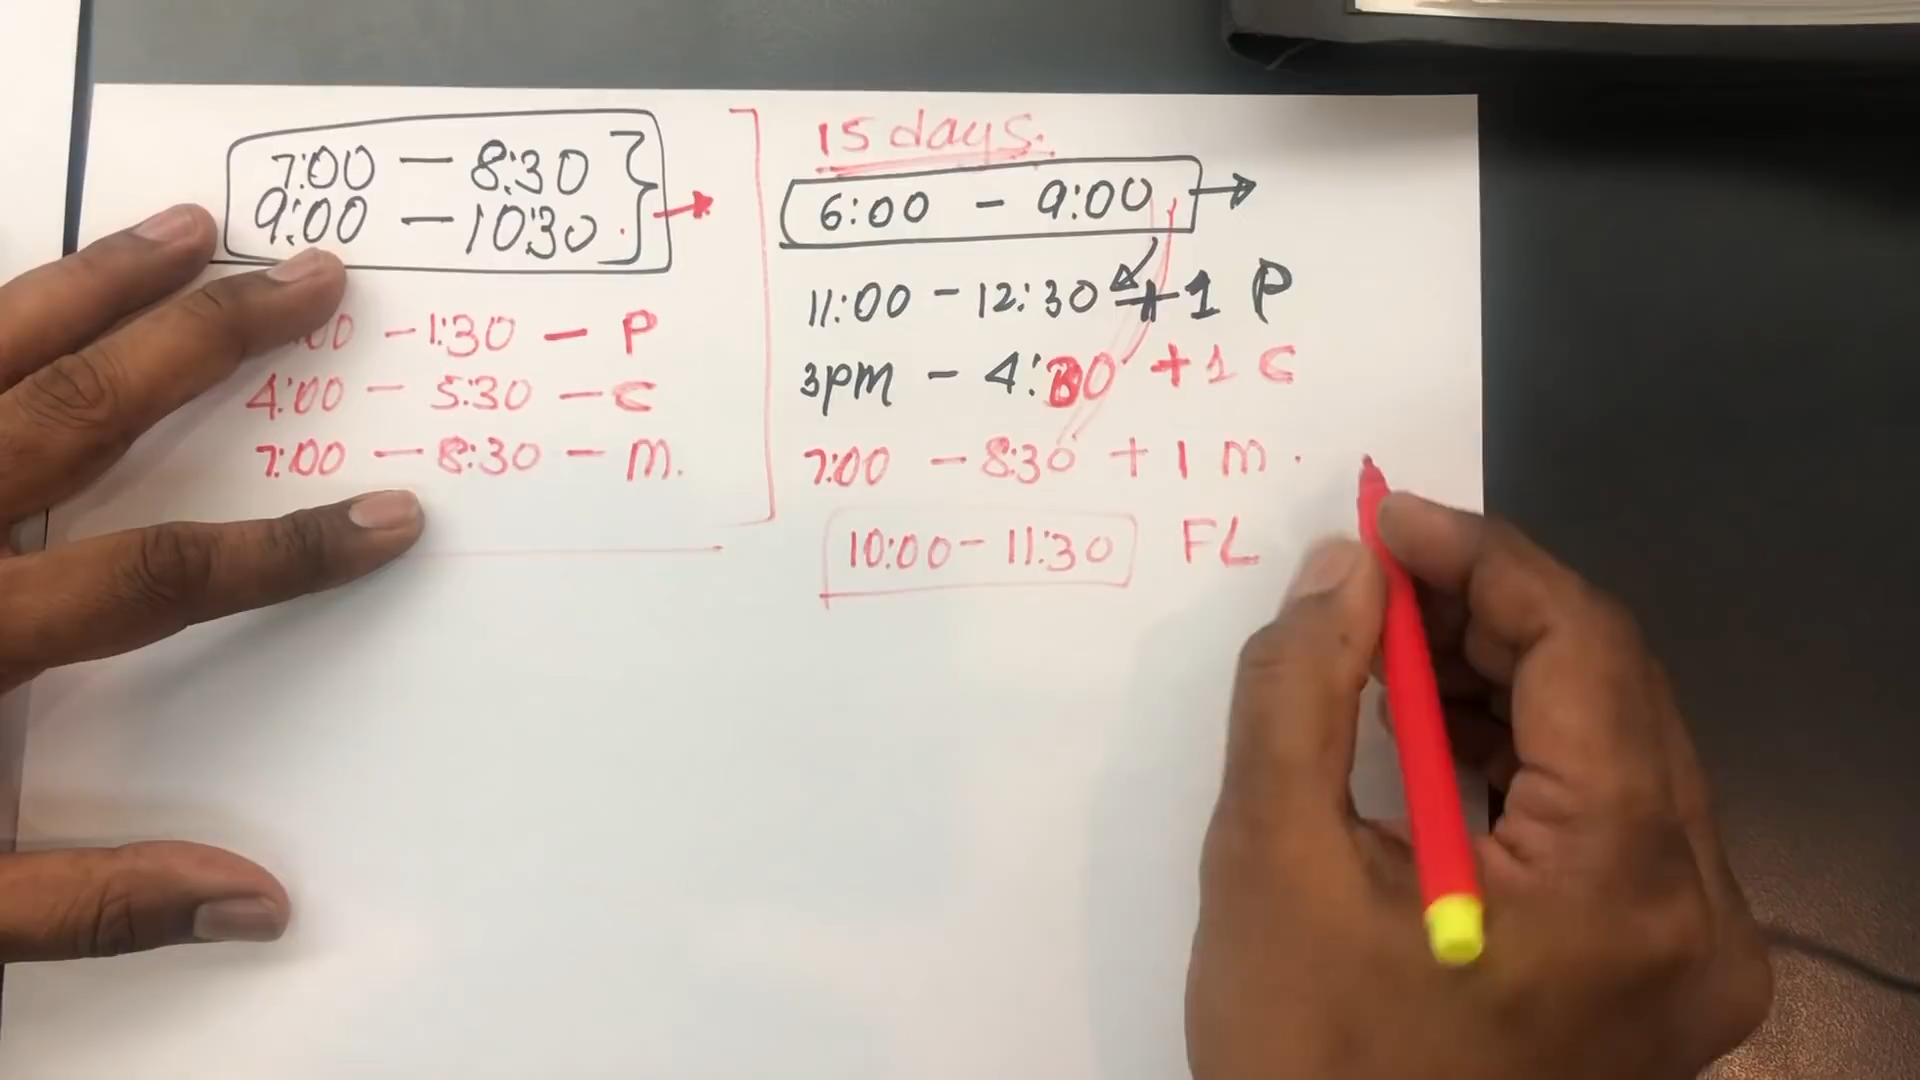 7:00 — 8:30
9:00 — 10:30
:00 — 1:30 — P
4:00 — 5:30 — C
7:00 — 8:30 — M.
15 days.
6:00 - 9:00
11:00 - 12:30 +1 P
3pm - 4:30 +1 C
7:00 - 8:30 + 1 M.
10:00 - 11:30 FL